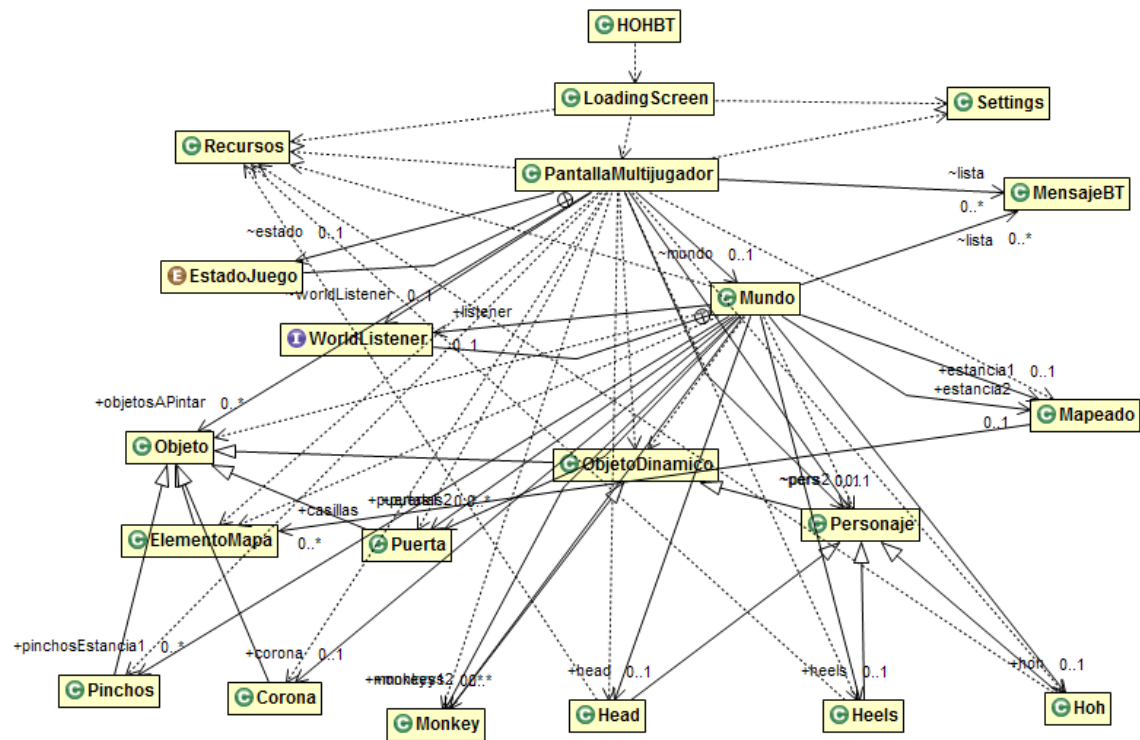 HOHBT
LoadingScreen
Settings
Recursos
PantallaMultijugador
~lista
MensajeBT
0..*
~estado 0..1
~mundo 0..1
~lista 0..*
EstadoJuego
Mundo
~worldListener 0..1
+listener
WorldListener
0..1
+estancia1 0..1
+estancia2
+objetosAPintar 0..*
Mapeado
0..1
Objeto
ObjetoDinamico
+casillas
Personaje
ElementoMapa
0..*
Puerta
+pinchosEstancia1 0..*
+corona 0..1
+head 0..1
+heels 0..1
+hoh 0..1
Pinchos
Corona
Monkey
Head
Heels
Hoh